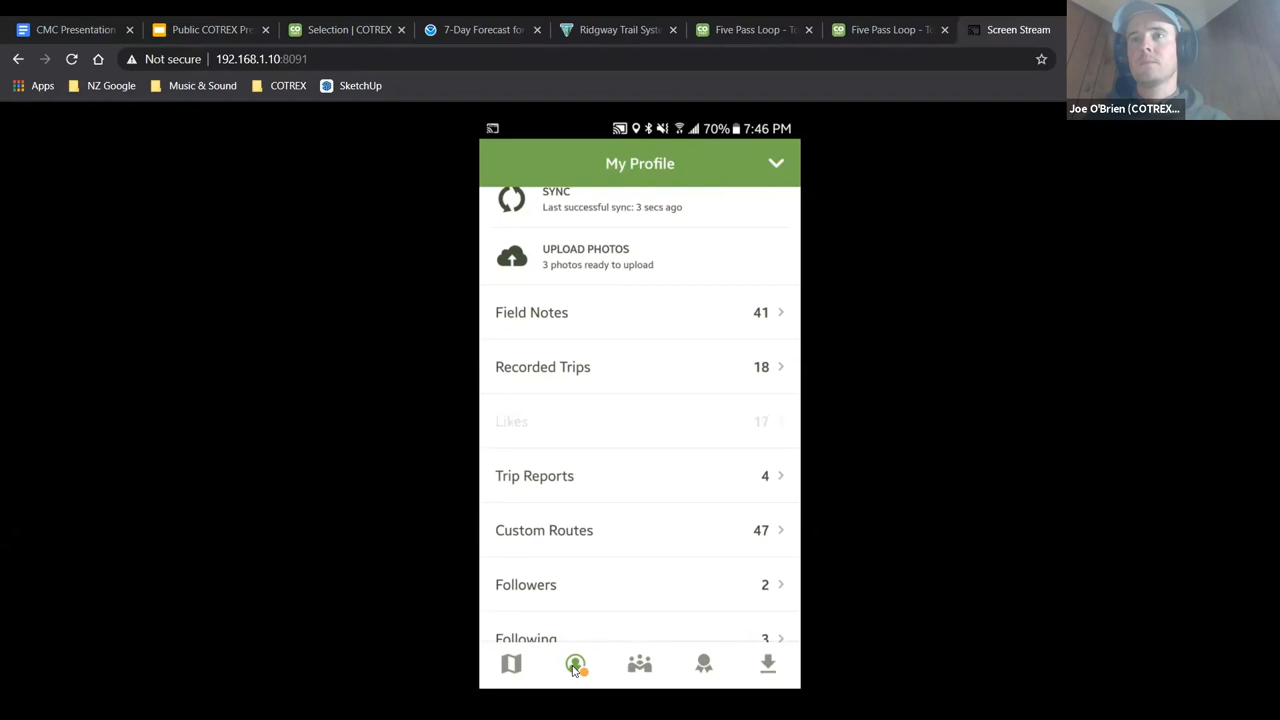 CMC Presentation
Public COTREX Pre
Selection | COTREX
7-Day Forecast for
Ridgway Trail Syste
Five Pass Loop - To
Five Pass Loop - To
Screen Stream
Not secure
192.168.1.10:8091
Apps
NZ Google
Music & Sound
COTREX
SketchUp
Joe O'Brien (COTREX...
70%
7:46 PM
My Profile
SYNC
Last successful sync: 3 secs ago
UPLOAD PHOTOS
3 photos ready to upload
Field Notes 41
Recorded Trips 18
Likes 17
Trip Reports 4
Custom Routes 47
Followers 2
Following 3